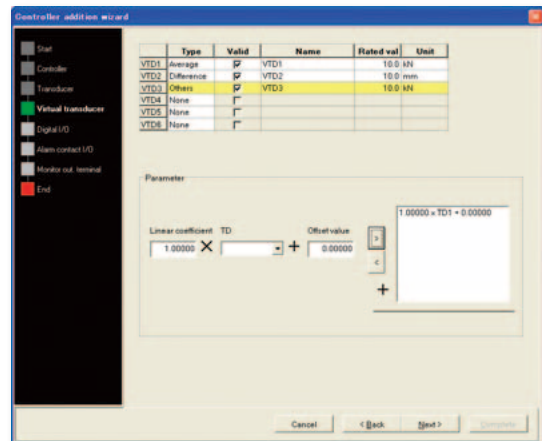 Controller addition wizard
Start
Controller
Transducer
Virtual transducer
Digital I/O
Alarm contact I/O
Monitor out. terminal
End
Type Valid Name Rated val Unit
VTD1 Average VTD1 10.0 kN
VTD2 Difference VTD2 10.0 mm
VTD3 Others VTD3 10.0 kN
VTD4 None
VTD5 None
VTD6 None
Parameter
Linear coefficient TD Offset value
1.00000 × + 0.00000
>
<
+
1.00000 x TD1 + 0.00000
Cancel < Back Next > Complete